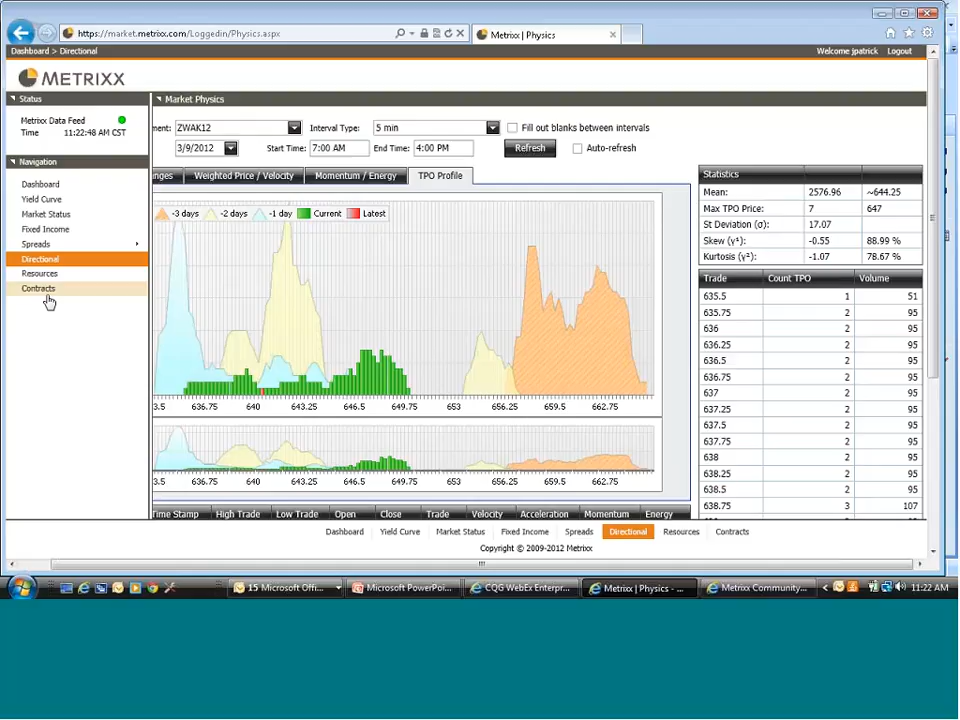 https://market.metrixx.com/Loggedin/Physics.aspx
Metrixx | Physics
Dashboard > Directional
Welcome jpatrick Logout
METRIXX
Status
Metrixx Data Feed
Time 11:22:48 AM CST
Navigation
Dashboard
Yield Curve
Market Status
Fixed Income
Spreads
Directional
Resources
Contracts
Market Physics
ment: ZWAK12 Interval Type: 5 min Fill out blanks between intervals
3/9/2012 Start Time: 7:00 AM End Time: 4:00 PM Refresh Auto-refresh
nges Weighted Price / Velocity Momentum / Energy TPO Profile
-3 days -2 days -1 day Current Latest
3.5 636.75 640 643.25 646.5 649.75 653 656.25 659.5 662.75
3.5 636.75 640 643.25 646.5 649.75 653 656.25 659.5 662.75
Time Stamp High Trade Low Trade Open Close Trade Velocity Acceleration Momentum Energy
Statistics
Mean: 2576.96 ~644.25
Max TPO Price: 7 647
St Deviation (σ): 17.07
Skew (γ¹): -0.55 88.99 %
Kurtosis (γ²): -1.07 78.67 %
Trade Count TPO Volume
635.5 1 51
635.75 2 95
636 2 95
636.25 2 95
636.5 2 95
636.75 2 95
637 2 95
637.25 2 95
637.5 2 95
637.75 2 95
638 2 95
638.25 2 95
638.5 2 95
638.75 3 107
Dashboard Yield Curve Market Status Fixed Income Spreads Directional Resources Contracts
Copyright © 2009-2012 Metrixx
15 Microsoft Offi... Microsoft PowerPoi... CQG WebEx Enterpr... Metrixx | Physics - ... Metrixx Community... 11:22 AM